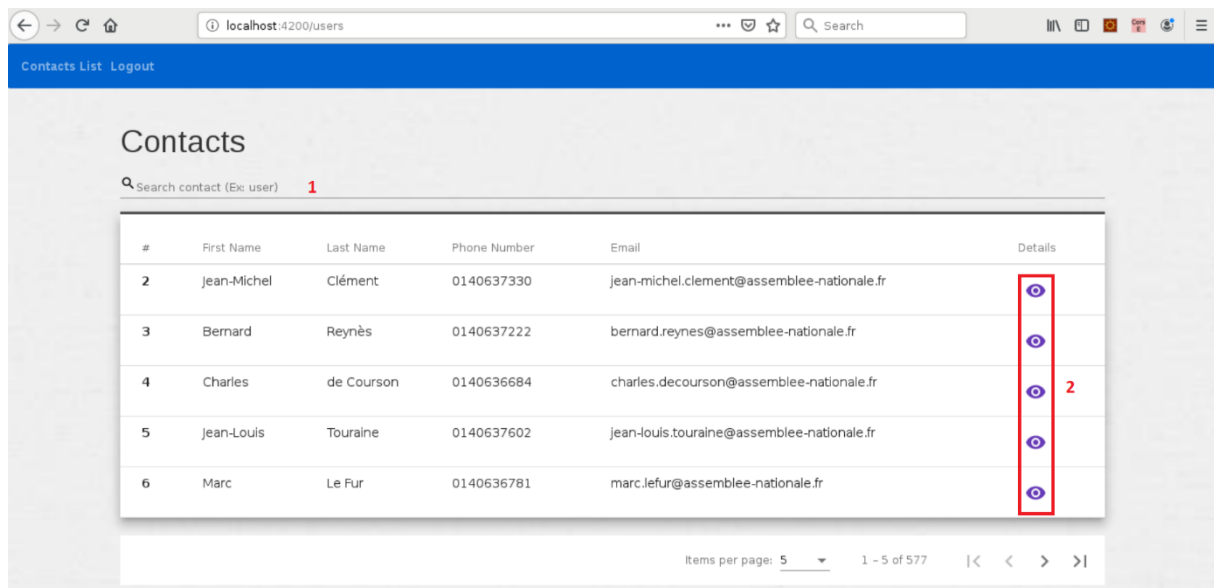 localhost:4200/users ••• Search
Contacts List Logout
Contacts
Search contact (Ex: user) 1
# First Name Last Name Phone Number Email Details
2 Jean-Michel Clément 0140637330 jean-michel.clement@assemblee-nationale.fr
3 Bernard Reynès 0140637222 bernard.reynes@assemblee-nationale.fr
4 Charles de Courson 0140636684 charles.decourson@assemblee-nationale.fr 2
5 Jean-Louis Touraine 0140637602 jean-louis.touraine@assemblee-nationale.fr
6 Marc Le Fur 0140636781 marc.lefur@assemblee-nationale.fr
Items per page: 5 1 – 5 of 577